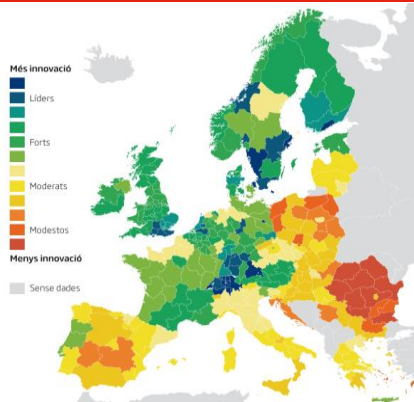 Més innovació
Líders
Forts
Moderats
Modestos
Menys innovació
Sense dades